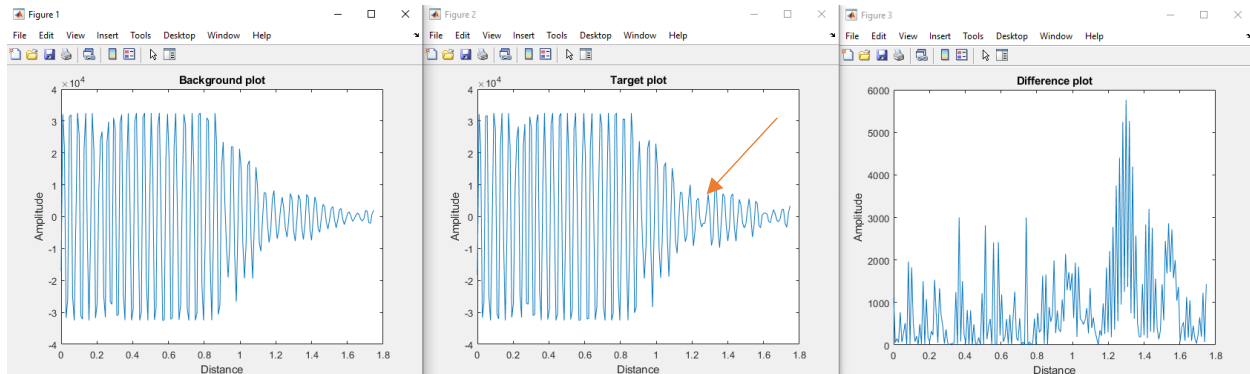 Figure 1
File Edit View Insert Tools Desktop Window Help
Background plot
×10⁴
4
3
2
1
0
-1
-2
-3
-4
Amplitude
0 0.2 0.4 0.6 0.8 1 1.2 1.4 1.6 1.8
Distance
Figure 2
File Edit View Insert Tools Desktop Window Help
Target plot
×10⁴
4
3
2
1
0
-1
-2
-3
-4
Amplitude
0 0.2 0.4 0.6 0.8 1 1.2 1.4 1.6 1.8
Distance
Figure 3
File Edit View Insert Tools Desktop Window Help
Difference plot
6000
5000
4000
3000
2000
1000
0
Amplitude
0 0.2 0.4 0.6 0.8 1 1.2 1.4 1.6 1.8
Distance